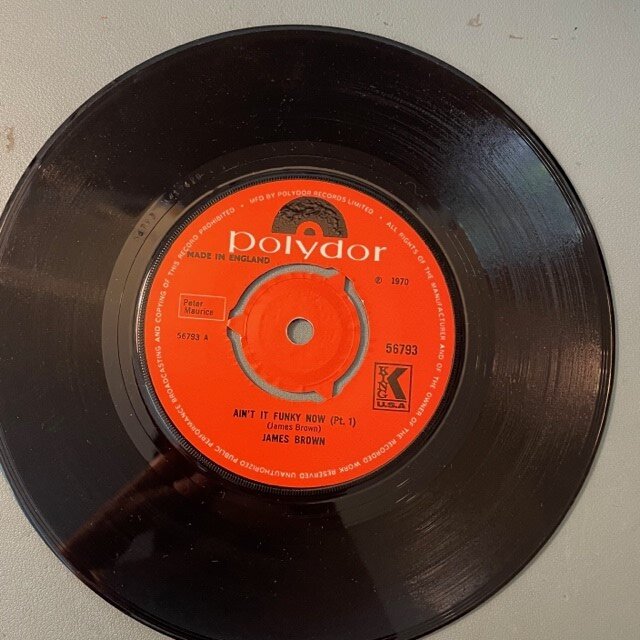 MFD BY POLYDOR RECORDS LIMITED • ALL RIGHTS OF THE MANUFACTURER AND OF THE OWNER OF THE RECORDED WORK RESERVED UNAUTHORIZED PUBLIC PERFORMANCE BROADCASTING AND COPYING OF THIS RECORD PROHIBITED •
polydor
MADE IN ENGLAND
℗ 1970
Peter
Maurice
56793 A
56793
KING
K
U.S.A
AIN'T IT FUNKY NOW (Pt. 1)
(James Brown)
JAMES BROWN